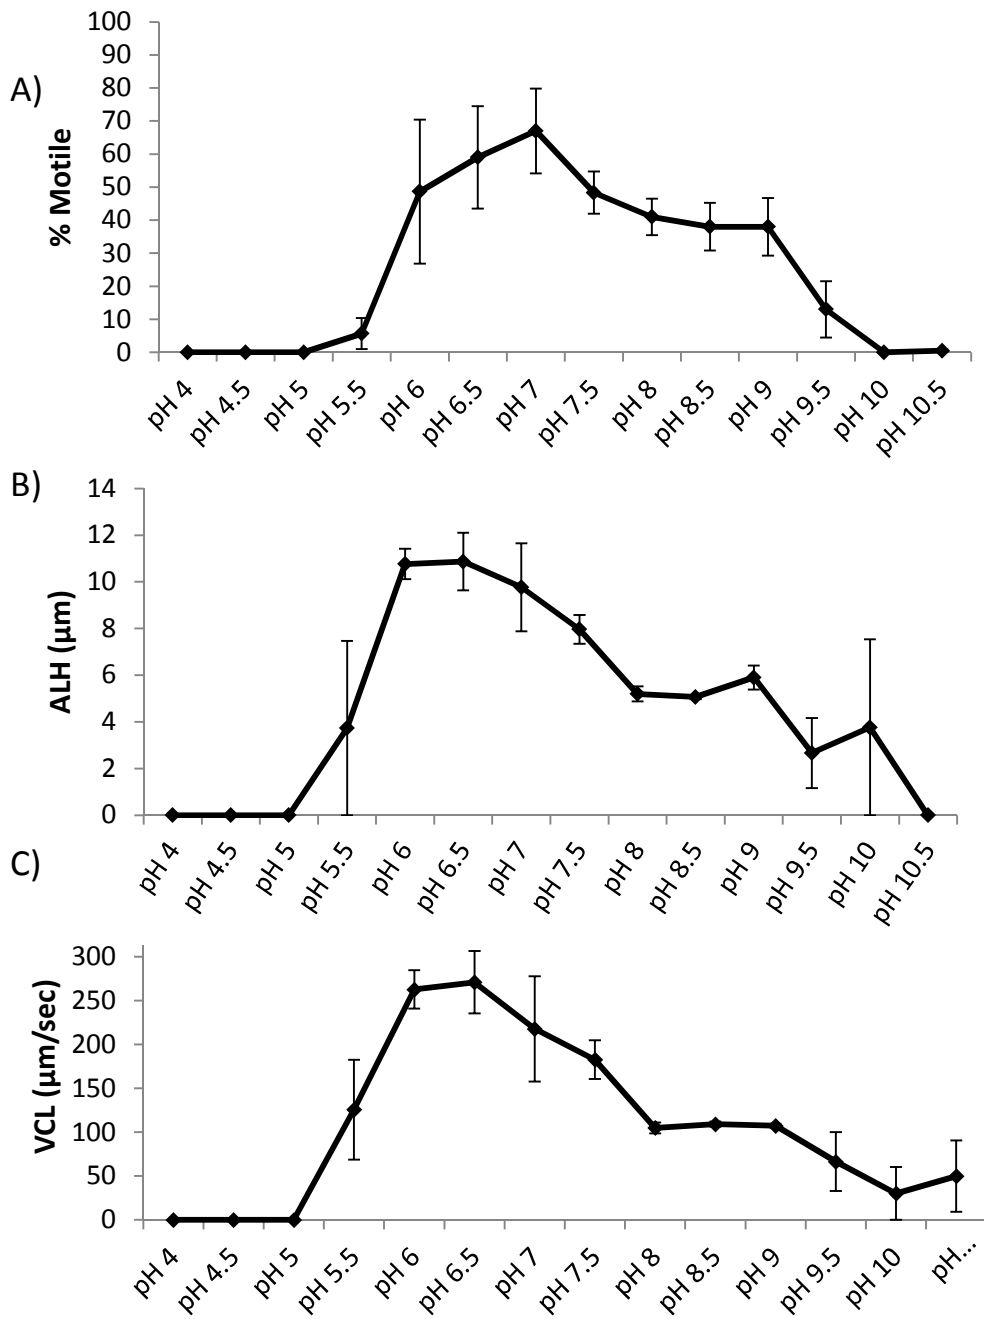 A)
% Motile
100
90
80
70
60
50
40
30
20
10
0
pH 4
pH 4.5
pH 5
pH 5.5
pH 6
pH 6.5
pH 7
pH 7.5
pH 8
pH 8.5
pH 9
pH 9.5
pH 10
pH 10.5
B)
ALH (µm)
14
12
10
8
6
4
2
0
pH 4
pH 4.5
pH 5
pH 5.5
pH 6
pH 6.5
pH 7
pH 7.5
pH 8
pH 8.5
pH 9
pH 9.5
pH 10
pH 10.5
C)
VCL (µm/sec)
300
250
200
150
100
50
0
pH 4
pH 4.5
pH 5
pH 5.5
pH 6
pH 6.5
pH 7
pH 7.5
pH 8
pH 8.5
pH 9
pH 9.5
pH 10
pH...